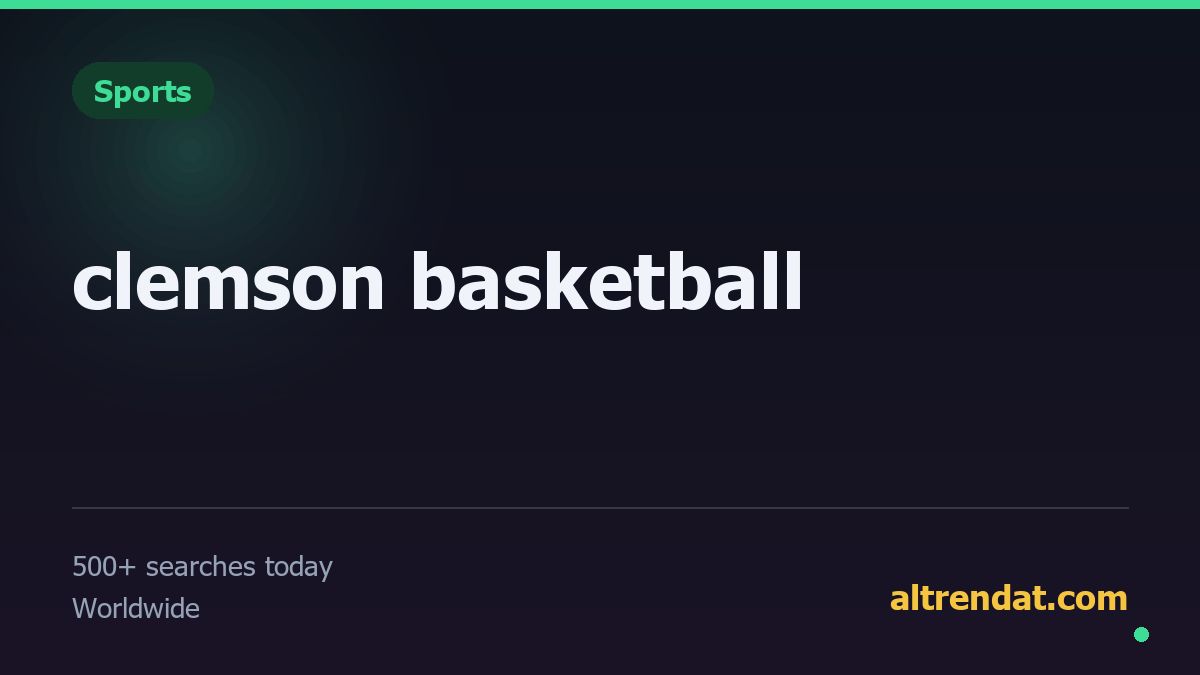 Sports
clemson basketball
500+ searches today
Worldwide
altrendat.com